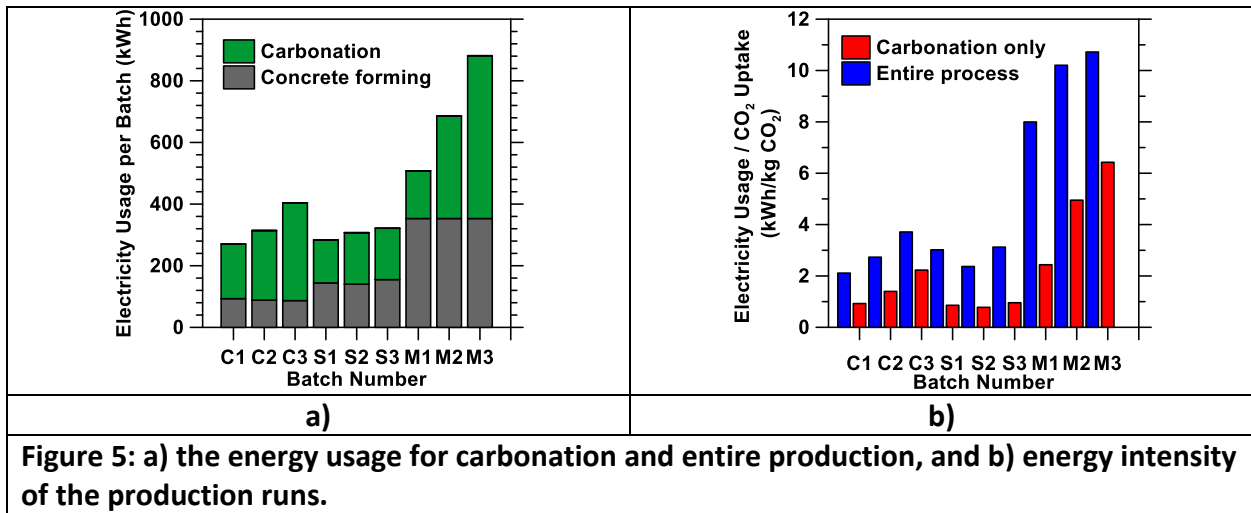 Electricity Usage per Batch (kWh)
1000
800
600
400
200
0
Carbonation
Concrete forming
C1 C2 C3 S1 S2 S3 M1 M2 M3
Batch Number
Electricity Usage / CO₂ Uptake
(kWh/kg CO₂)
12
10
8
6
4
2
0
Carbonation only
Entire process
C1 C2 C3 S1 S2 S3 M1 M2 M3
Batch Number
a)
b)
Figure 5: a) the energy usage for carbonation and entire production, and b) energy intensity
of the production runs.